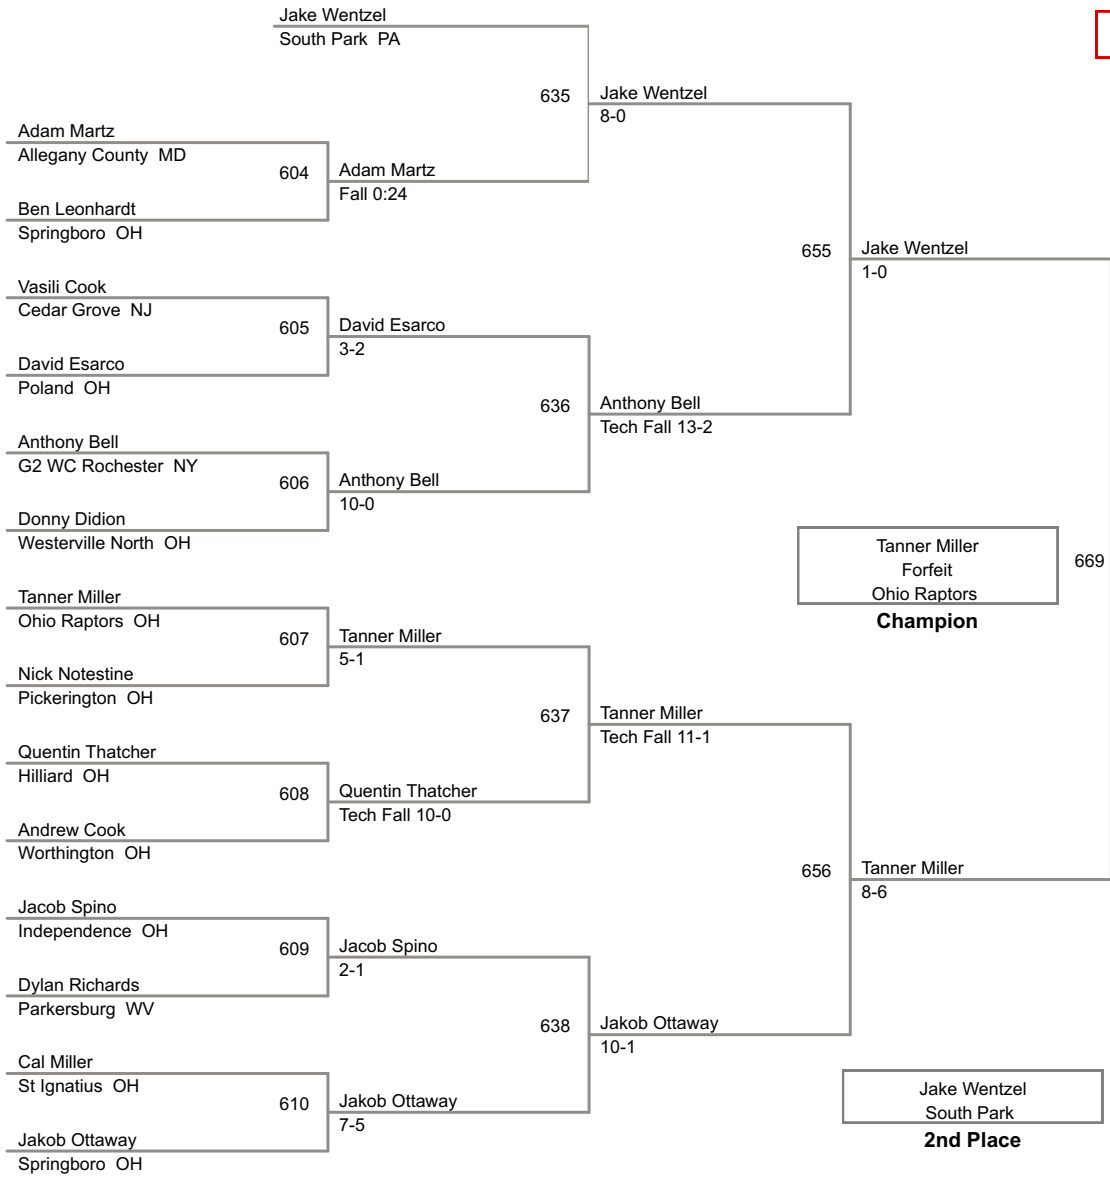 Jake Wentzel
South Park  PA
635
Jake Wentzel
8-0
Adam Martz
Allegany County  MD
604
Adam Martz
Fall 0:24
Ben Leonhardt
Springboro  OH
655
Jake Wentzel
1-0
Vasili Cook
Cedar Grove  NJ
605
David Esarco
3-2
David Esarco
Poland  OH
636
Anthony Bell
Tech Fall 13-2
Anthony Bell
G2 WC Rochester  NY
606
Anthony Bell
10-0
Donny Didion
Westerville North  OH
Tanner Miller
Forfeit
Ohio Raptors
Champion
669
Tanner Miller
Ohio Raptors  OH
607
Tanner Miller
5-1
Nick Notestine
Pickerington  OH
637
Tanner Miller
Tech Fall 11-1
Quentin Thatcher
Hilliard  OH
608
Quentin Thatcher
Tech Fall 10-0
Andrew Cook
Worthington  OH
656
Tanner Miller
8-6
Jacob Spino
Independence  OH
609
Jacob Spino
2-1
Dylan Richards
Parkersburg  WV
638
Jakob Ottaway
10-1
Cal Miller
St Ignatius  OH
610
Jakob Ottaway
7-5
Jakob Ottaway
Springboro  OH
Jake Wentzel
South Park
2nd Place